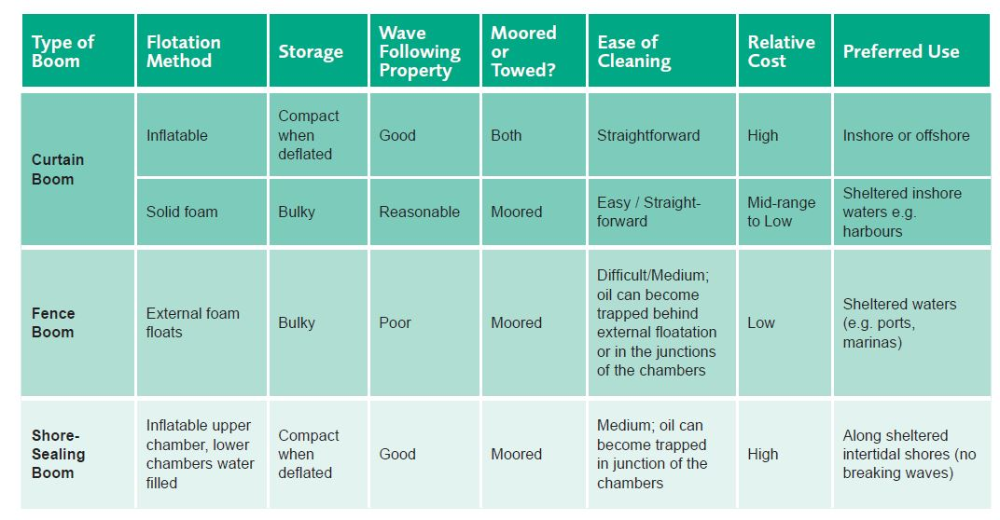 Type of
Boom
Flotation
Method
Storage
Wave
Following
Property
Moored
or
Towed?
Ease of
Cleaning
Relative
Cost
Preferred Use
Curtain
Boom
Inflatable
Compact
when
deflated
Good
Both
Straightforward
High
Inshore or offshore
Solid foam
Bulky
Reasonable
Moored
Easy / Straight-
forward
Mid-range
to Low
Sheltered inshore
waters e.g.
harbours
Fence
Boom
External foam
floats
Bulky
Poor
Moored
Difficult/Medium;
oil can become
trapped behind
external floatation
or in the junctions
of the chambers
Low
Sheltered waters
(e.g. ports,
marinas)
Shore-
Sealing
Boom
Inflatable upper
chamber, lower
chambers water
filled
Compact
when
deflated
Good
Moored
Medium; oil can
become trapped
in junction of the
chambers
High
Along sheltered
intertidal shores (no
breaking waves)